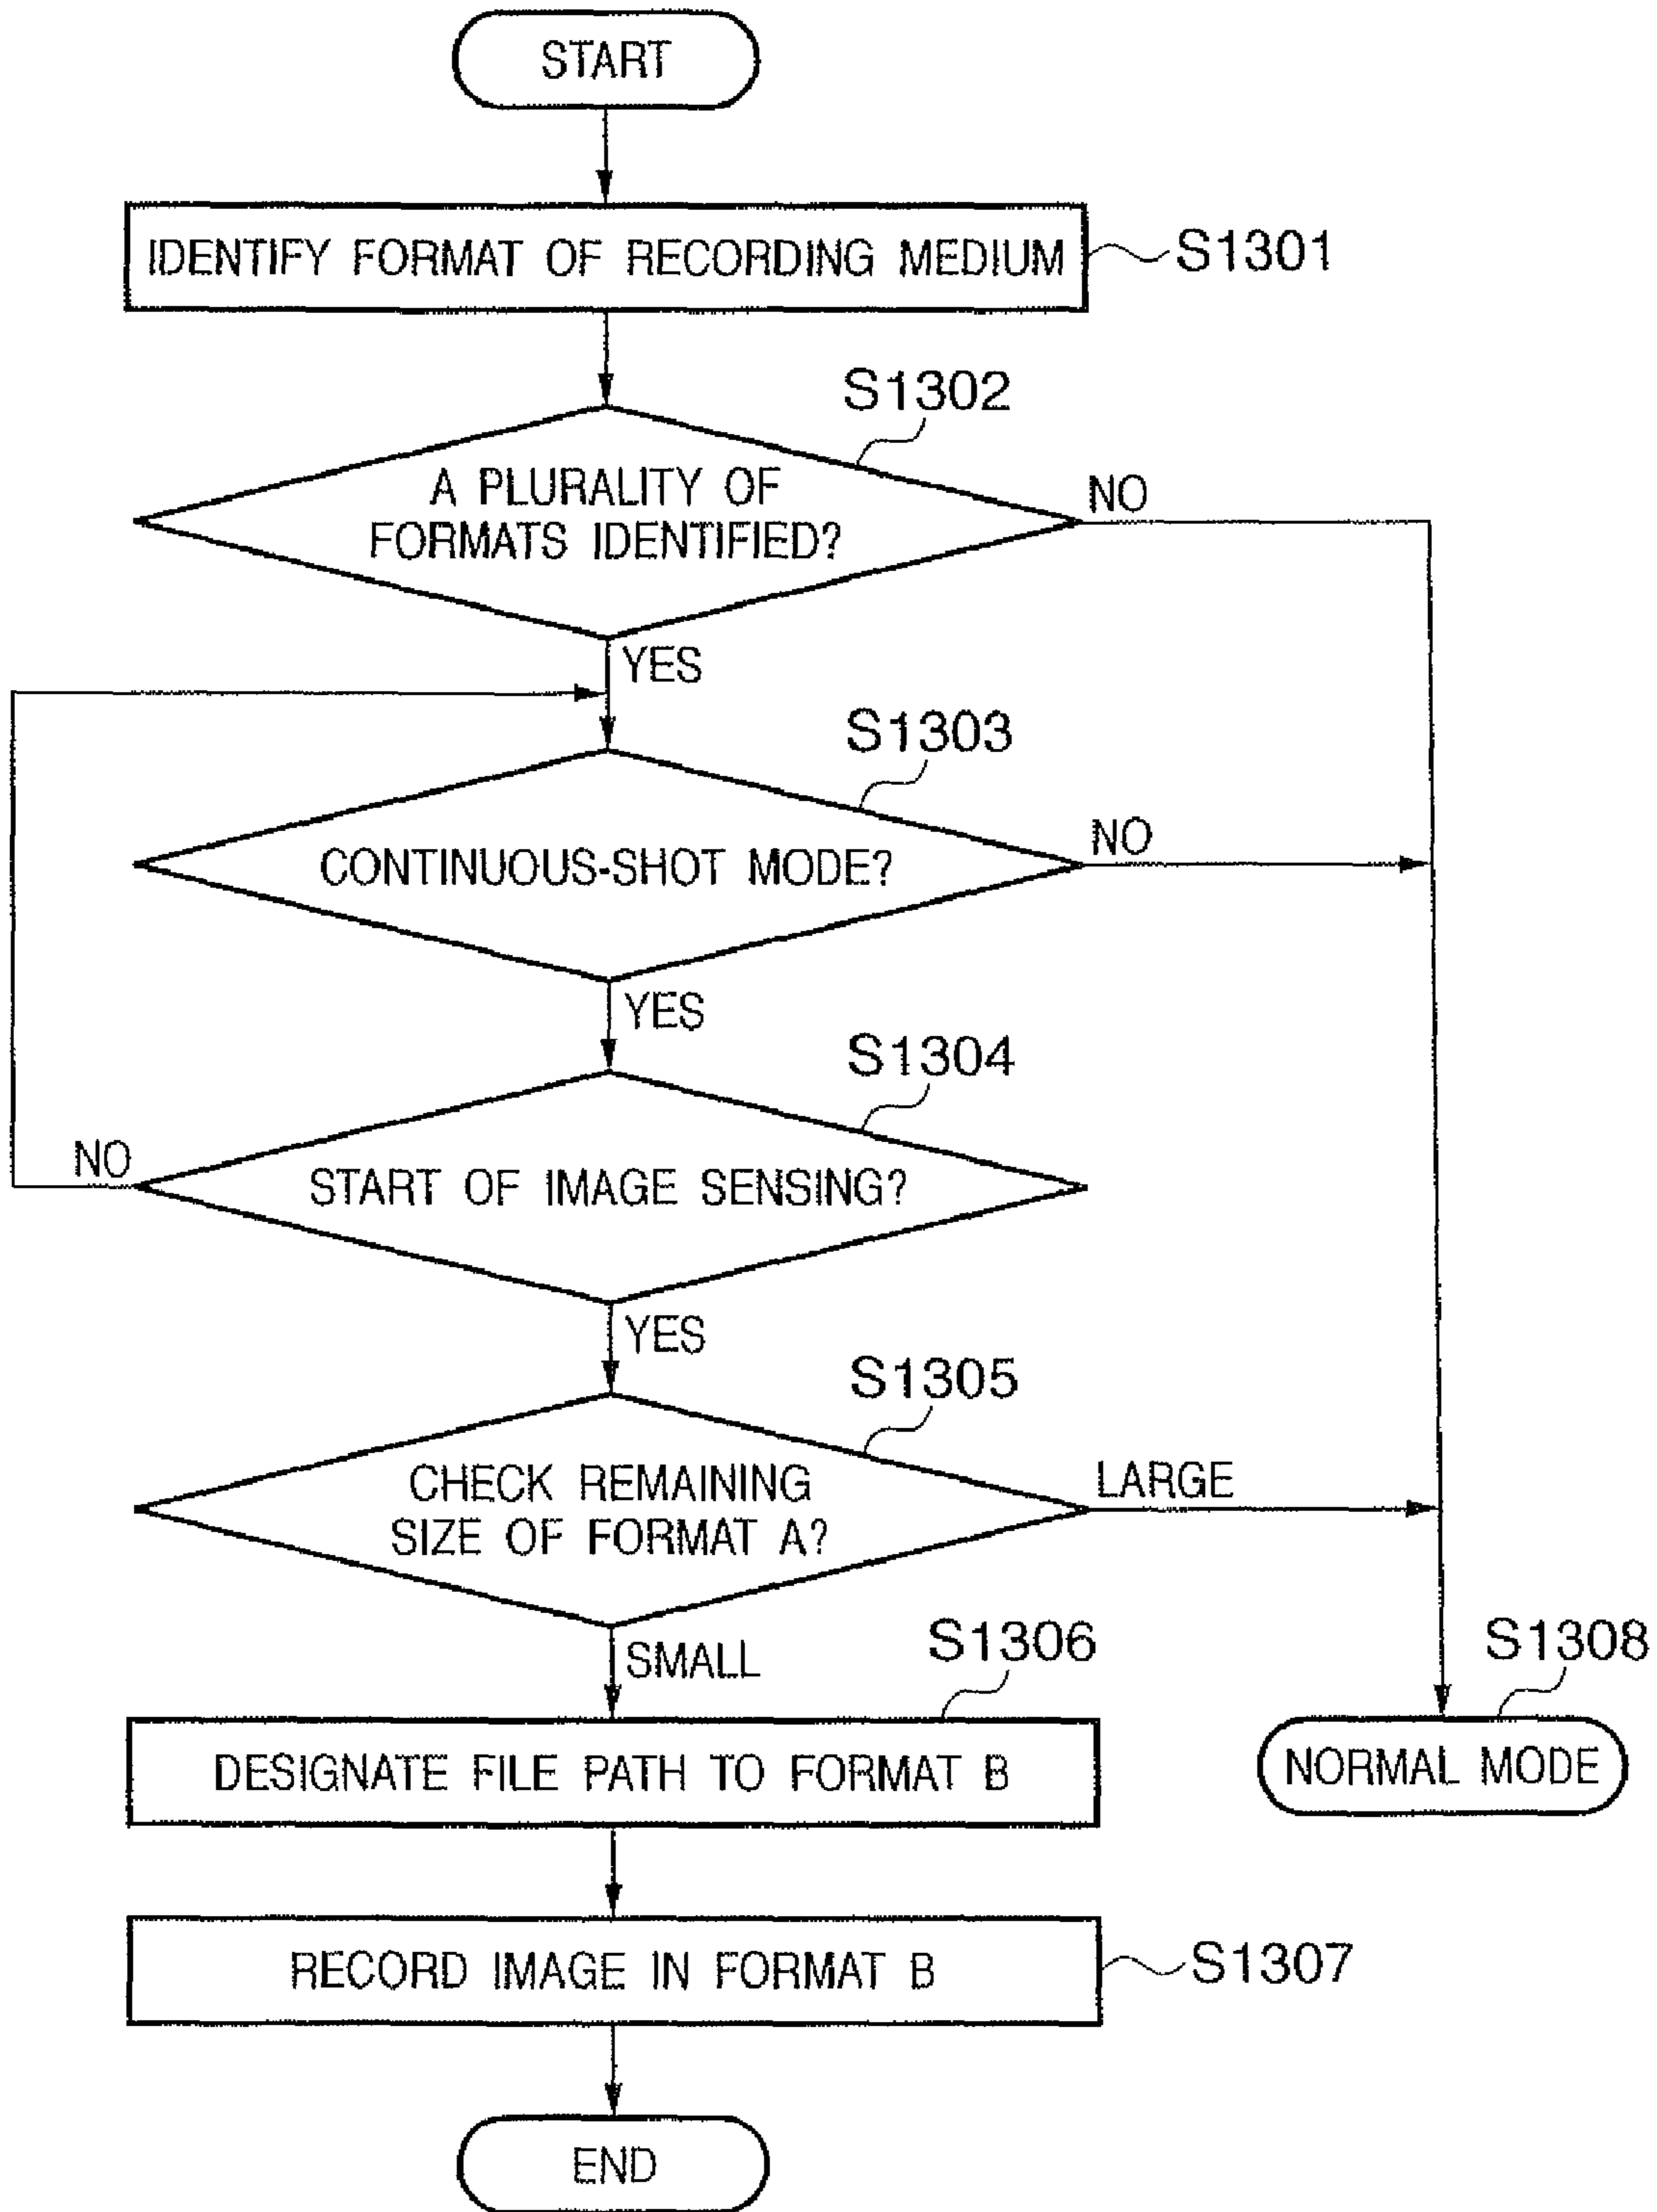 START
IDENTIFY FORMAT OF RECORDING MEDIUM
S1301
S1302
A PLURALITY OF
FORMATS IDENTIFIED?
NO
YES
S1303
CONTINUOUS-SHOT MODE?
NO
YES
S1304
NO
START OF IMAGE SENSING?
YES
S1305
CHECK REMAINING
SIZE OF FORMAT A?
LARGE
SMALL
S1306
S1308
DESIGNATE FILE PATH TO FORMAT B
NORMAL MODE
RECORD IMAGE IN FORMAT B
S1307
END